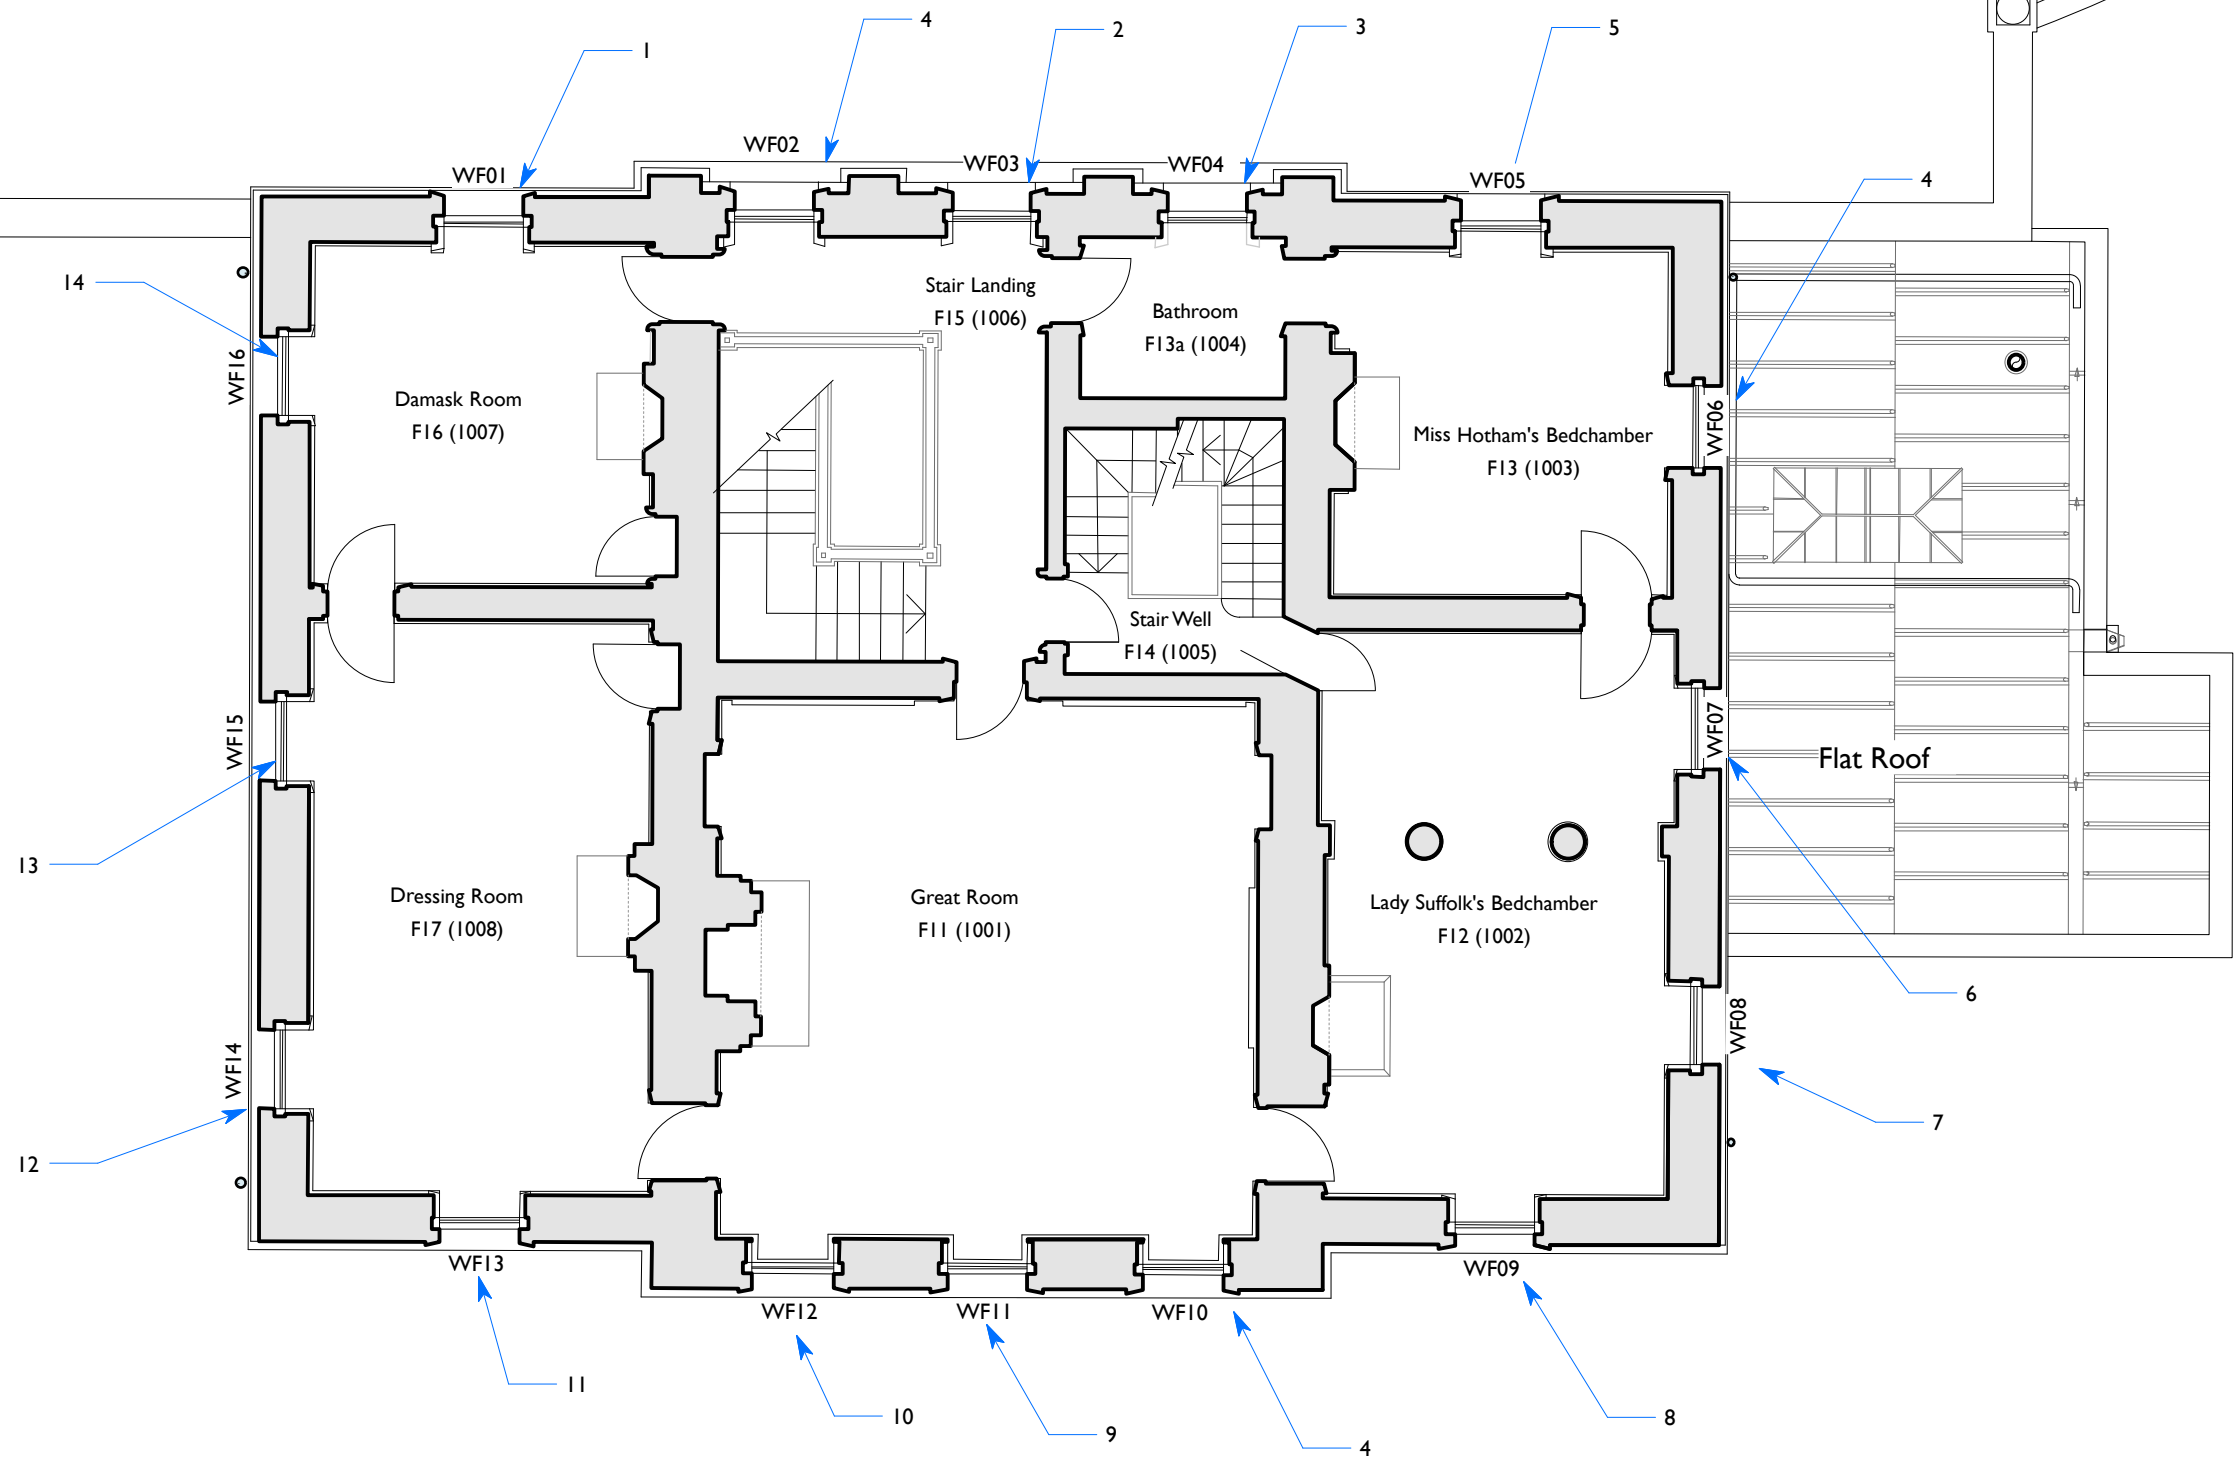 4
2
3
5
1
WF02
WF03
WF04
WF01
WF05
4
14
Stair Landing
F15 (1006)
Bathroom
F13a (1004)
WF16
Damask Room
F16 (1007)
WF06
Miss Hotham's Bedchamber
F13 (1003)
Stair Well
F14 (1005)
WF15
WF07
Flat Roof
13
Dressing Room
F17 (1008)
Great Room
F11 (1001)
Lady Suffolk's Bedchamber
F12 (1002)
6
WF08
WF14
7
12
WF13
WF09
WF12
WF11
WF10
11
10
9
4
8